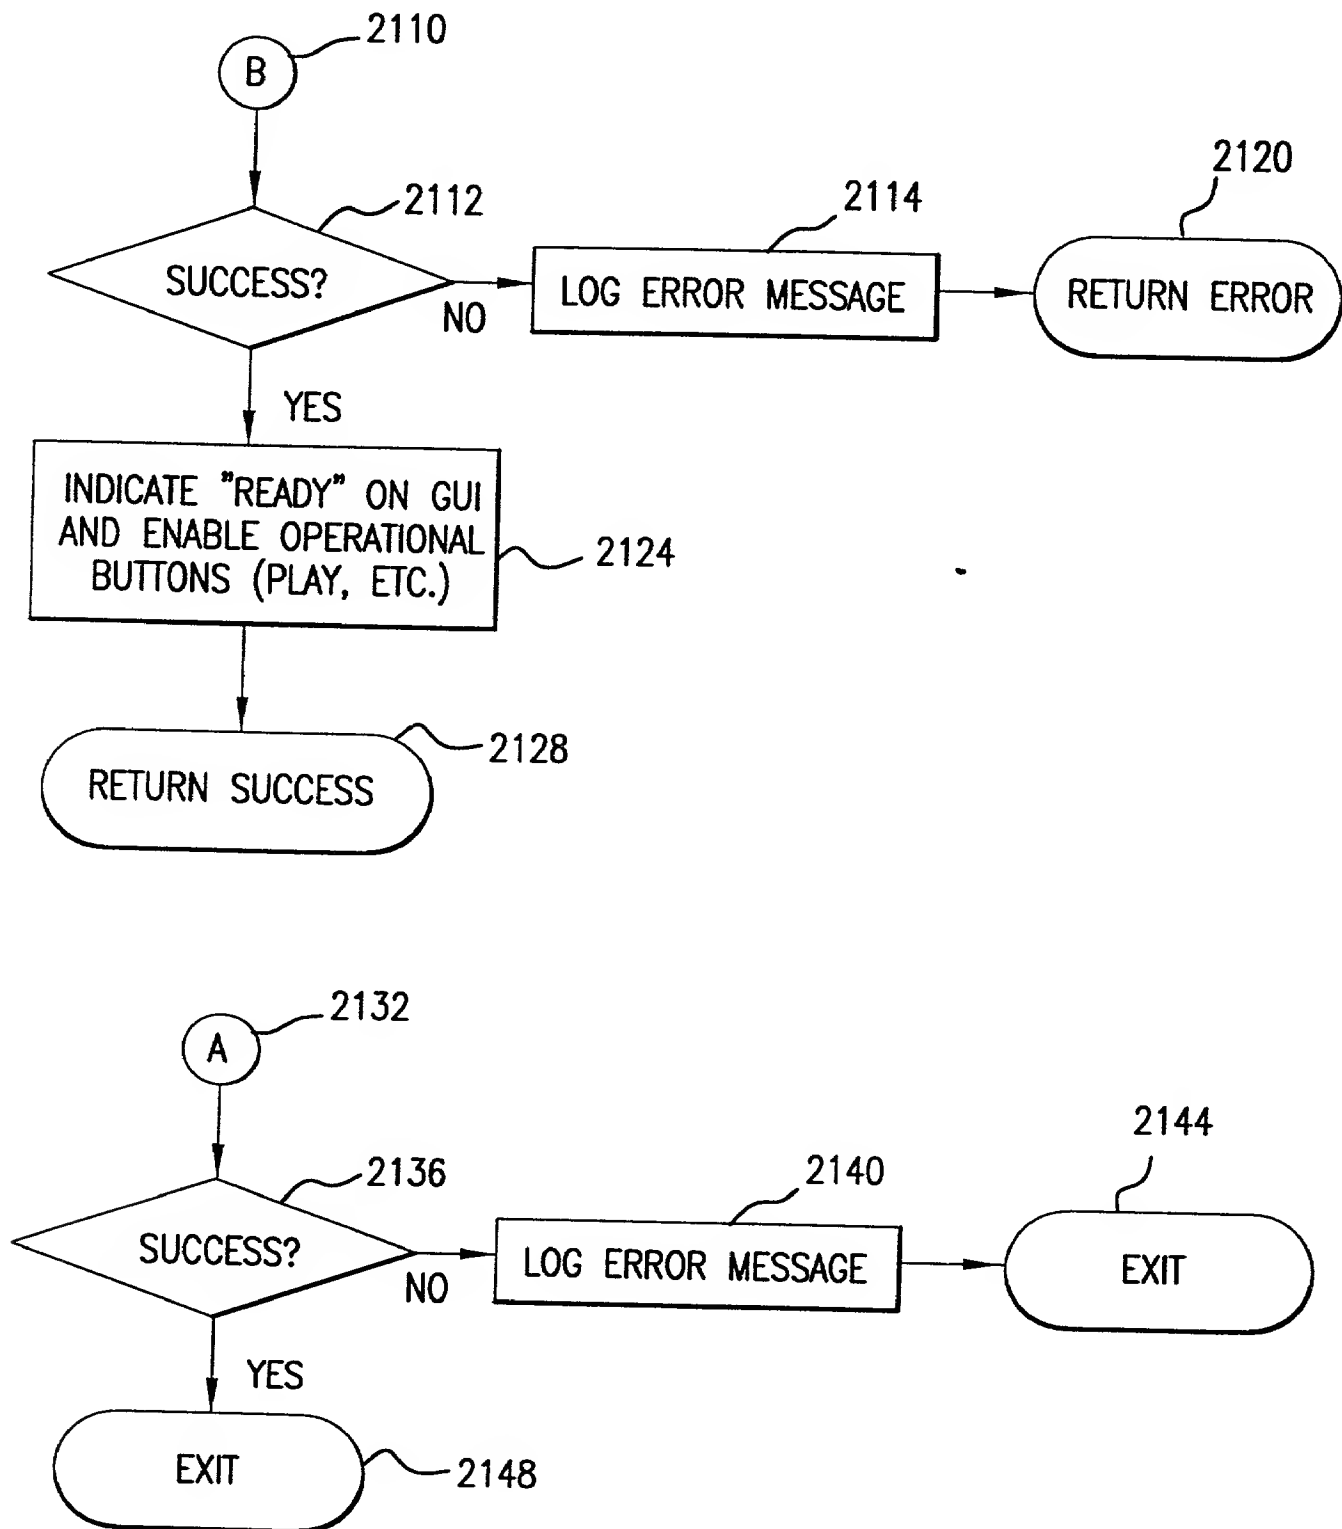 2110
B
2112
SUCCESS?
NO
2114
LOG ERROR MESSAGE
2120
RETURN ERROR
YES
INDICATE "READY" ON GUI
AND ENABLE OPERATIONAL
BUTTONS (PLAY, ETC.)
2124
2128
RETURN SUCCESS
2132
A
2136
SUCCESS?
NO
2140
LOG ERROR MESSAGE
2144
EXIT
YES
EXIT
2148